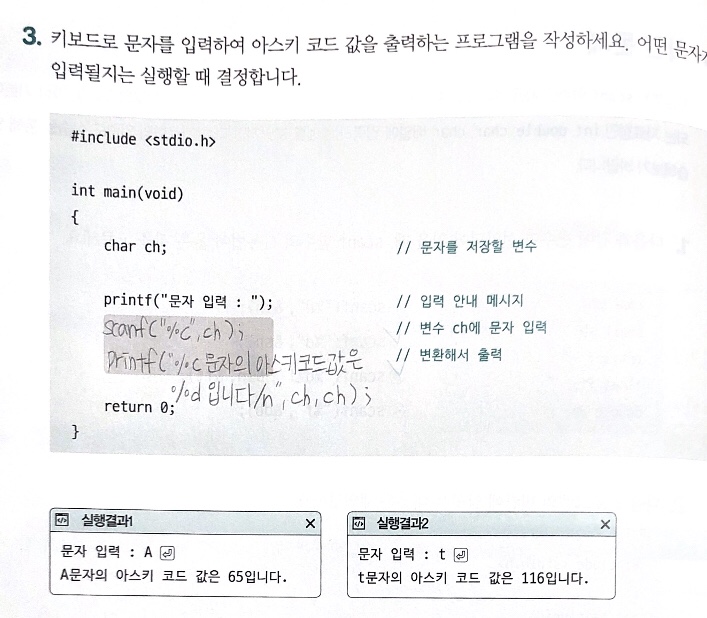 3. 키보드로 문자를 입력하여 아스키 코드 값을 출력하는 프로그램을 작성하세요. 어떤 문자가
입력될지는 실행할 때 결정합니다.
#include <stdio.h>
int main(void)
{
char ch; // 문자를 저장할 변수
printf("문자 입력 : "); // 입력 안내 메시지
scanf("%c", ch); // 변수 ch에 문자 입력
printf("%c문자의 아스키코드값은 // 변환해서 출력
%d입니다/n", ch, ch);
return 0;
}
실행결과1
문자 입력 : A
A문자의 아스키 코드 값은 65입니다.
실행결과2
문자 입력 : t
t문자의 아스키 코드 값은 116입니다.